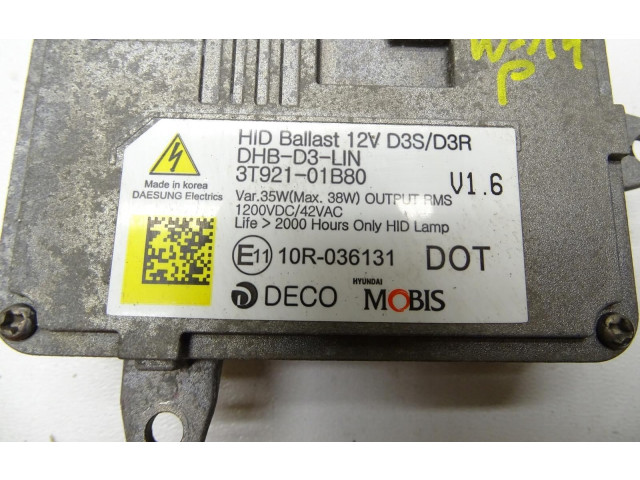 HID Ballast 12V D3S/D3R
DHB-D3-LIN
3T921-01B80
V1.6
Made in korea
DAESUNG Electrics
Var.35W(Max. 38W) OUTPUT RMS
1200VDC/42VAC
Life > 2000 Hours Only HID Lamp
E11 10R-036131 DOT
DECO
HYUNDAI
MOBIS
P